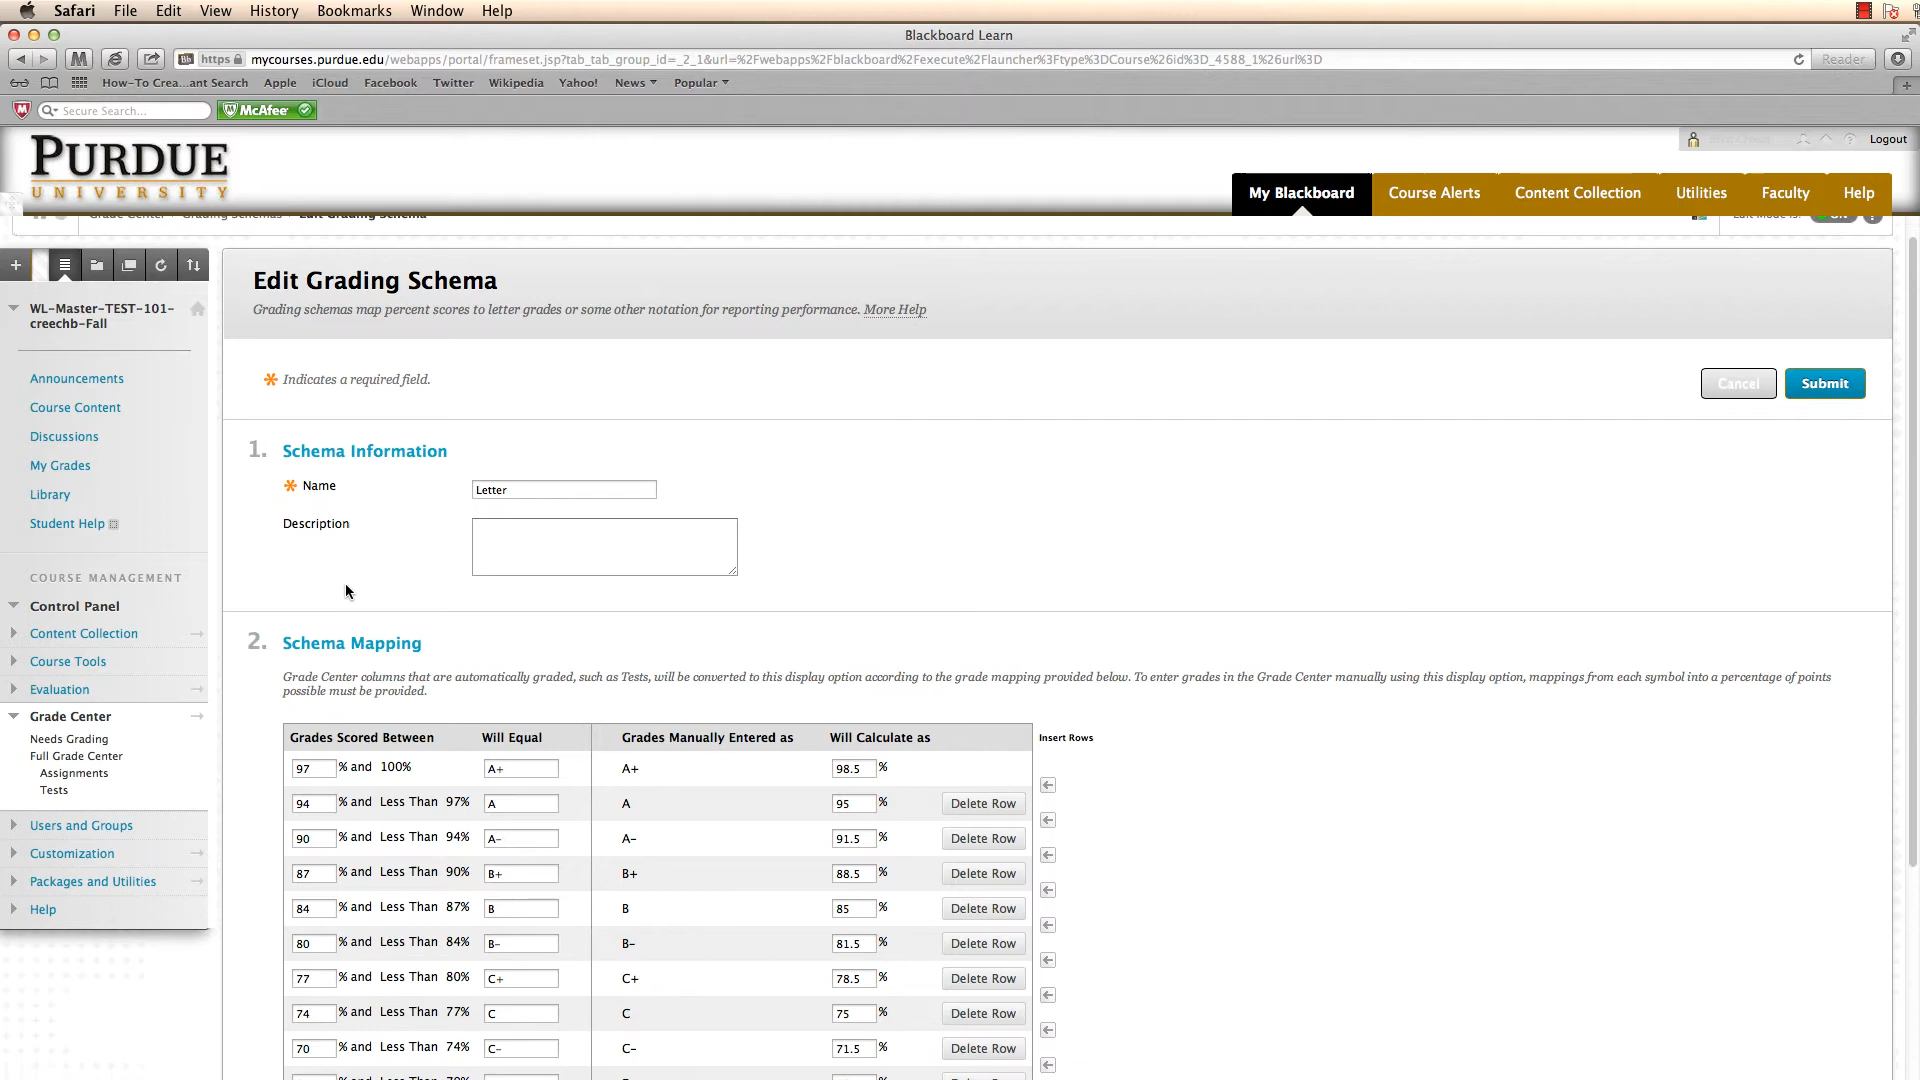 Safari File Edit View History Bookmarks Window Help
Blackboard Learn
https mycourses.purdue.edu/webapps/portal/frameset.jsp?tab_tab_group_id=_2_1&url=%2Fwebapps%2Fblackboard%2Fexecute%2Flauncher%3Ftype%3DCourse%26id%3D_4588_1%26url%3D Reader
How-To Crea...ant Search Apple iCloud Facebook Twitter Wikipedia Yahoo! News Popular
Secure Search... McAfee
Logout
PURDUE
UNIVERSITY
My Blackboard Course Alerts Content Collection Utilities Faculty Help
Grade Center Grading Schemas Edit Grading Schema Edit Mode is: ON
WL-Master-TEST-101-
creechb-Fall
Announcements
Course Content
Discussions
My Grades
Library
Student Help
COURSE MANAGEMENT
Control Panel
Content Collection
Course Tools
Evaluation
Grade Center
Needs Grading
Full Grade Center
Assignments
Tests
Users and Groups
Customization
Packages and Utilities
Help
Edit Grading Schema
Grading schemas map percent scores to letter grades or some other notation for reporting performance. More Help
Indicates a required field.
Cancel Submit
1. Schema Information
Name Letter
Description
2. Schema Mapping
Grade Center columns that are automatically graded, such as Tests, will be converted to this display option according to the grade mapping provided below. To enter grades in the Grade Center manually using this display option, mappings from each symbol into a percentage of points
possible must be provided.
Grades Scored Between Will Equal Grades Manually Entered as Will Calculate as Insert Rows
97 % and 100% A+ A+ 98.5 %
94 % and Less Than 97% A A 95 % Delete Row
90 % and Less Than 94% A- A- 91.5 % Delete Row
87 % and Less Than 90% B+ B+ 88.5 % Delete Row
84 % and Less Than 87% B B 85 % Delete Row
80 % and Less Than 84% B- B- 81.5 % Delete Row
77 % and Less Than 80% C+ C+ 78.5 % Delete Row
74 % and Less Than 77% C C 75 % Delete Row
70 % and Less Than 74% C- C- 71.5 % Delete Row